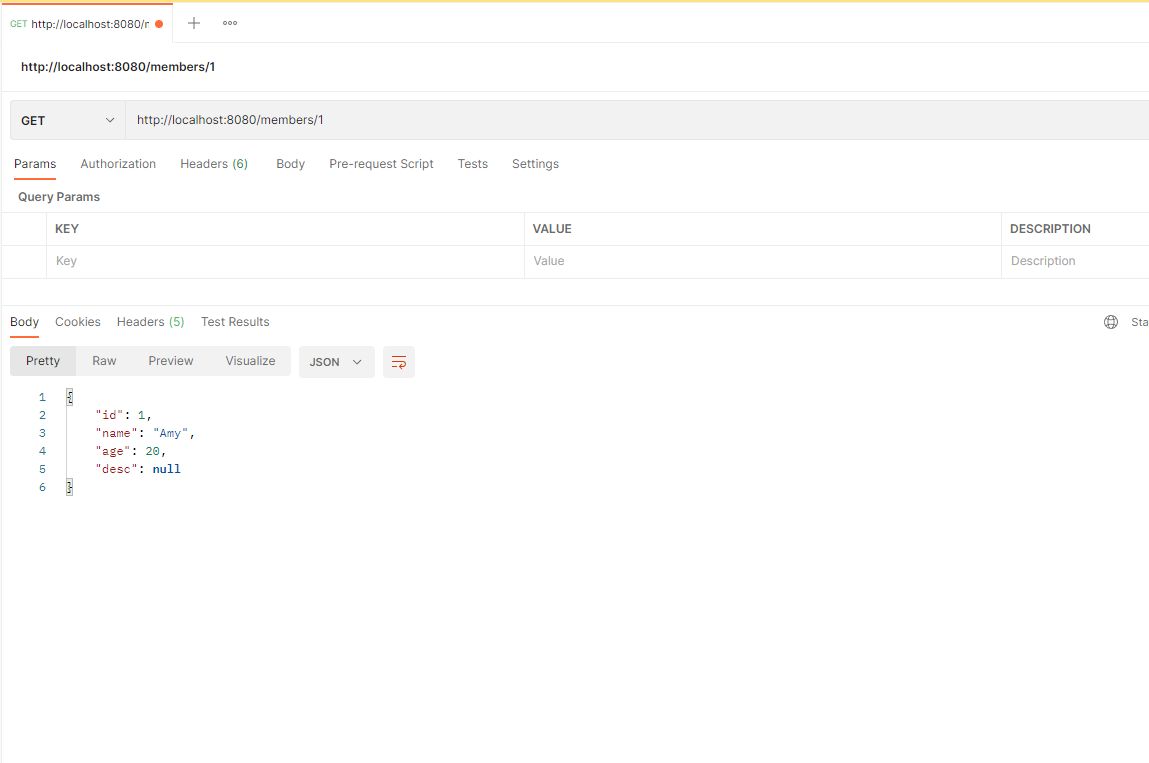 GET http://localhost:8080/r
http://localhost:8080/members/1
GET http://localhost:8080/members/1
Params Authorization Headers (6) Body Pre-request Script Tests Settings
Query Params
KEY VALUE DESCRIPTION
Key Value Description
Body Cookies Headers (5) Test Results Sta
Pretty Raw Preview Visualize JSON
1 {
2 "id": 1,
3 "name": "Amy",
4 "age": 20,
5 "desc": null
6 }